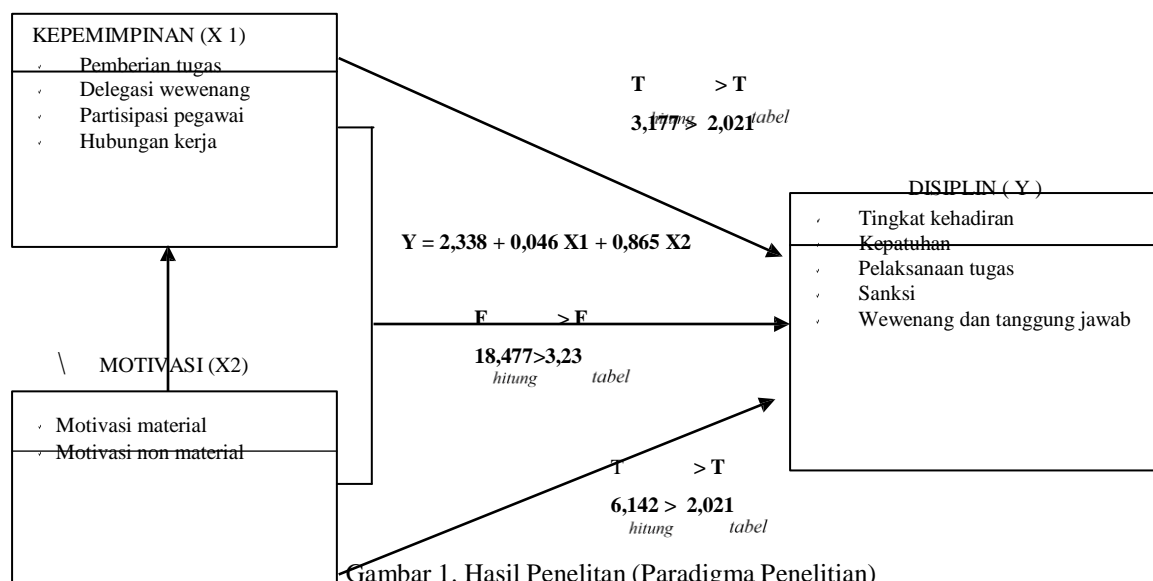 KEPEMIMPINAN (X 1)
Pemberian tugas
Delegasi wewenang
Partisipasi pegawai
Hubungan kerja
T > T
hitung tabel
3,177 > 2,021
DISIPLIN ( Y )
Tingkat kehadiran
Kepatuhan
Pelaksanaan tugas
Sanksi
Wewenang dan tanggung jawab
Y = 2,338 + 0,046 X1 + 0,865 X2
F > F
18,477>3,23
hitung tabel
\ MOTIVASI (X2)
Motivasi material
Motivasi non material
T > T
6,142 > 2,021
hitung tabel
Gambar 1. Hasil Penelitan (Paradigma Penelitian)